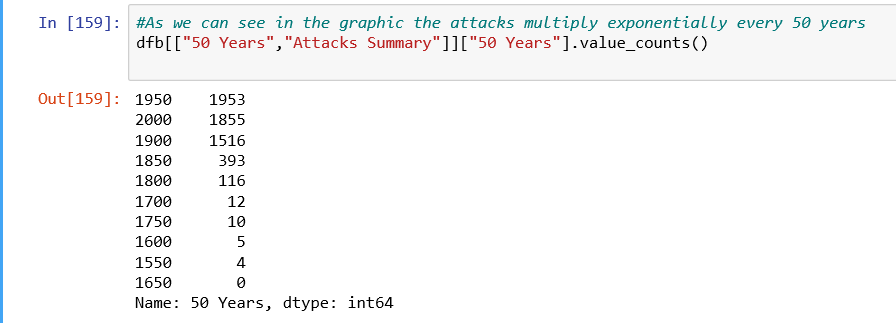 In [159]: #As we can see in the graphic the attacks multiply exponentially every 50 years
dfb[["50 Years","Attacks Summary"]]["50 Years"].value_counts()
Out[159]: 1950    1953
2000    1855
1900    1516
1850     393
1800     116
1700      12
1750      10
1600       5
1550       4
1650       0
Name: 50 Years, dtype: int64